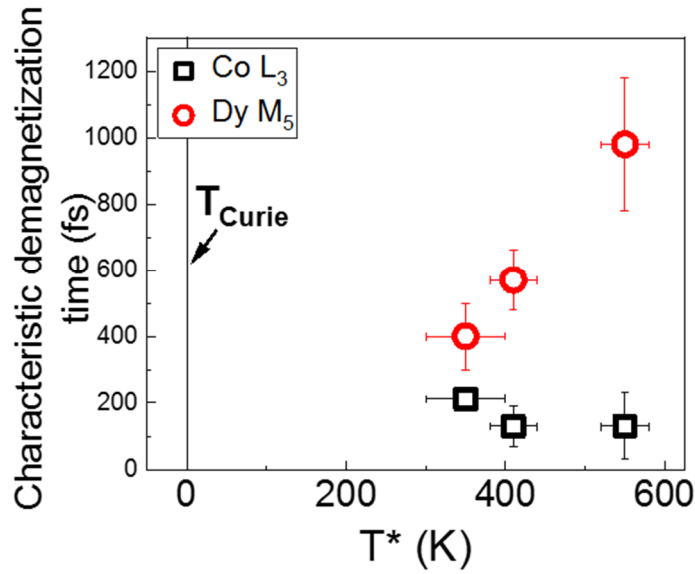 Characteristic demagnetization
time (fs)
1200
1000
800
600
400
200
0
Co L₃
Dy M₅
T_Curie
0
200
400
600
T* (K)